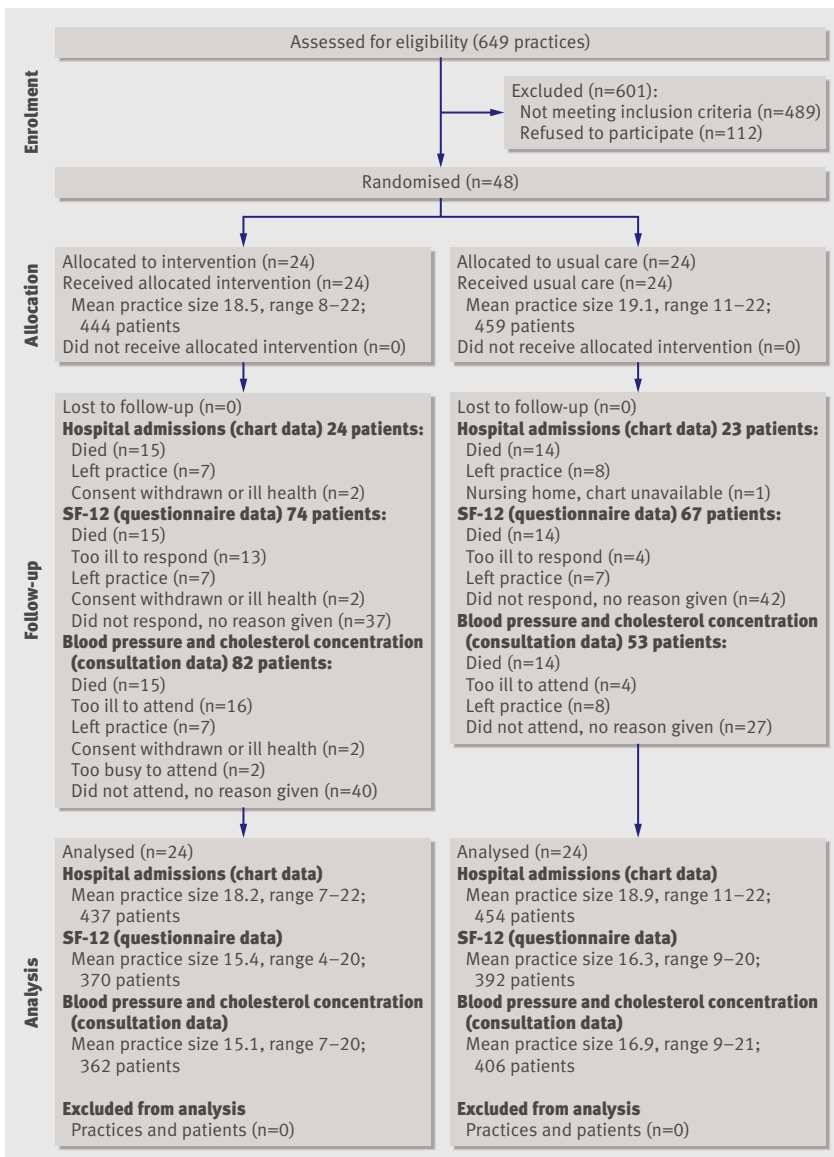 Assessed for eligibility (649 practices)
Enrolment
Excluded (n=601):
Not meeting inclusion criteria (n=489)
Refused to participate (n=112)
Randomised (n=48)
Allocation
Allocated to intervention (n=24)
Received allocated intervention (n=24)
Mean practice size 18.5, range 8–22;
444 patients
Did not receive allocated intervention (n=0)
Allocated to usual care (n=24)
Received usual care (n=24)
Mean practice size 19.1, range 11–22;
459 patients
Did not receive allocated intervention (n=0)
Follow-up
Lost to follow-up (n=0)
Hospital admissions (chart data) 24 patients:
Died (n=15)
Left practice (n=7)
Consent withdrawn or ill health (n=2)
SF-12 (questionnaire data) 74 patients:
Died (n=15)
Too ill to respond (n=13)
Left practice (n=7)
Consent withdrawn or ill health (n=2)
Did not respond, no reason given (n=37)
Blood pressure and cholesterol concentration
(consultation data) 82 patients:
Died (n=15)
Too ill to attend (n=16)
Left practice (n=7)
Consent withdrawn or ill health (n=2)
Too busy to attend (n=2)
Did not attend, no reason given (n=40)
Lost to follow-up (n=0)
Hospital admissions (chart data) 23 patients:
Died (n=14)
Left practice (n=8)
Nursing home, chart unavailable (n=1)
SF-12 (questionnaire data) 67 patients:
Died (n=14)
Too ill to respond (n=4)
Left practice (n=7)
Did not respond, no reason given (n=42)
Blood pressure and cholesterol concentration
(consultation data) 53 patients:
Died (n=14)
Too ill to attend (n=4)
Left practice (n=8)
Did not attend, no reason given (n=27)
Analysis
Analysed (n=24)
Hospital admissions (chart data)
Mean practice size 18.2, range 7–22;
437 patients
SF-12 (questionnaire data)
Mean practice size 15.4, range 4–20;
370 patients
Blood pressure and cholesterol concentration
(consultation data)
Mean practice size 15.1, range 7–20;
362 patients
Excluded from analysis
Practices and patients (n=0)
Analysed (n=24)
Hospital admissions (chart data)
Mean practice size 18.9, range 11–22;
454 patients
SF-12 (questionnaire data)
Mean practice size 16.3, range 9–20;
392 patients
Blood pressure and cholesterol concentration
(consultation data)
Mean practice size 16.9, range 9–21;
406 patients
Excluded from analysis
Practices and patients (n=0)